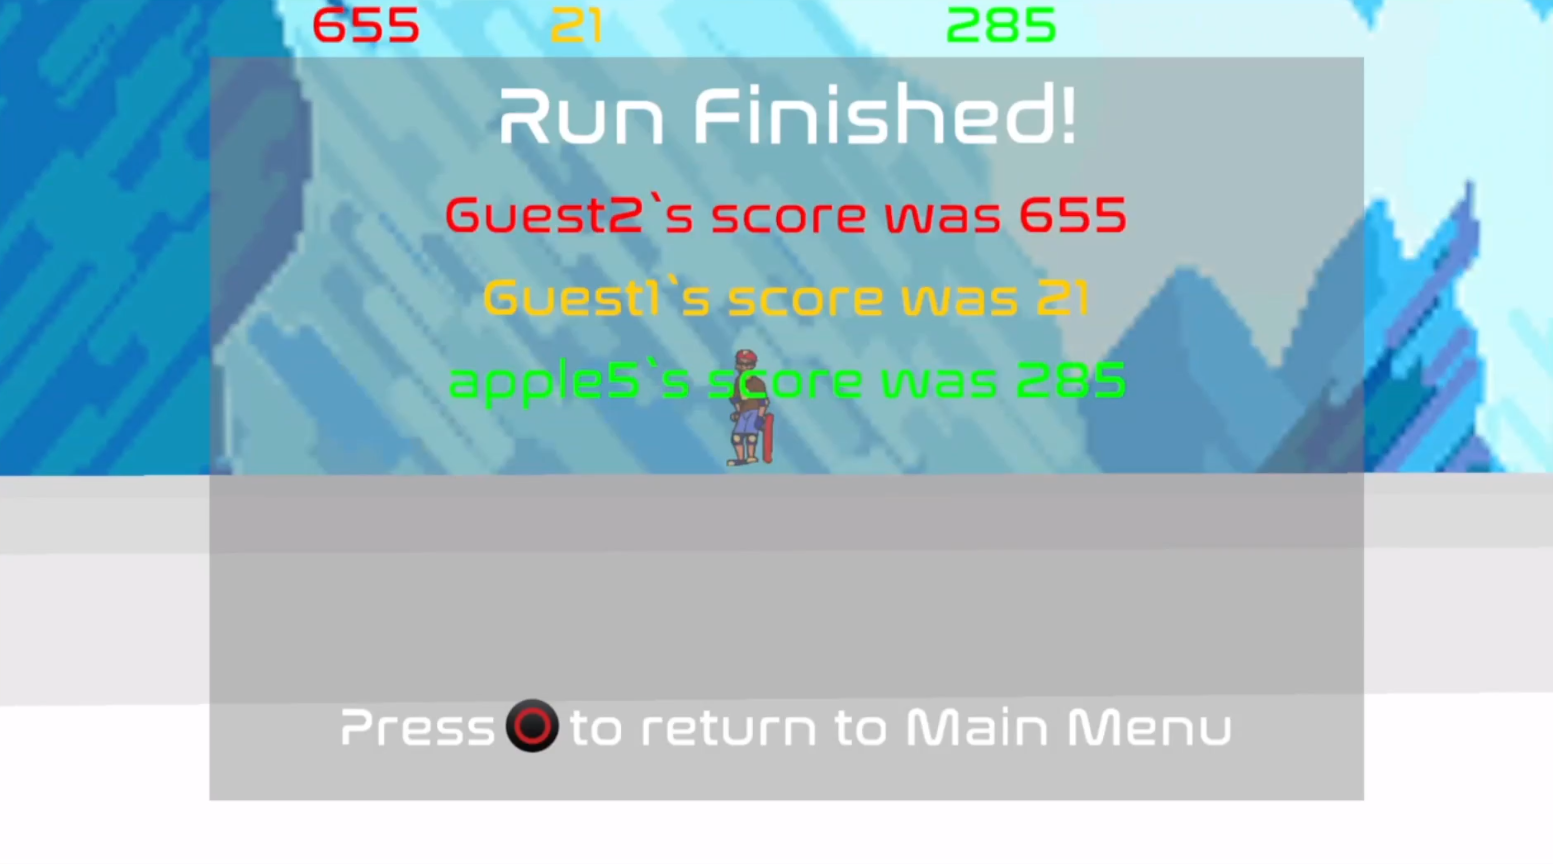 655 21 285
Run Finished!
Guest2`s score was 655
Guest1`s score was 21
apple5`s score was 285
Press to return to Main Menu